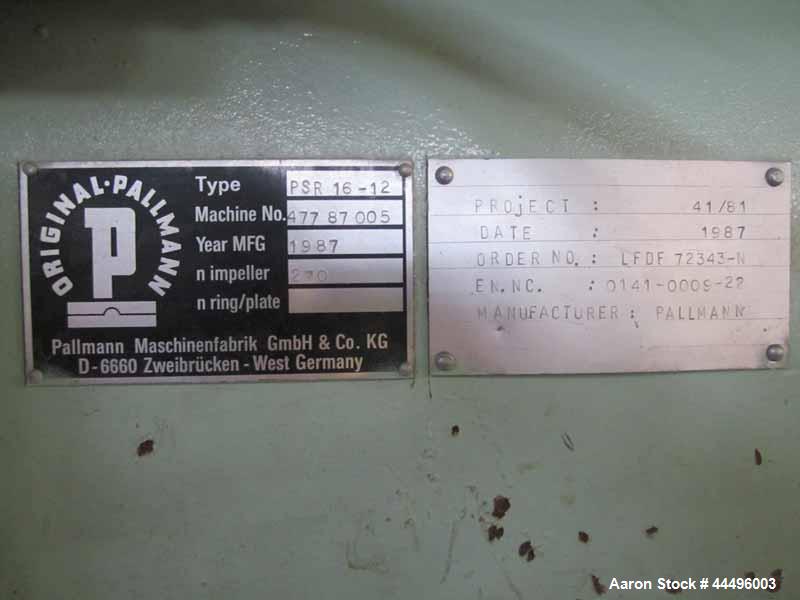 ORIGINAL·PALLMANN
P
Type PSR 16-12
Machine No. 477 87 005
Year MFG 1987
n impeller 270
n ring/plate
Pallmann Maschinenfabrik GmbH & Co. KG
D-6660 Zweibrücken - West Germany
PROjECT : 41/81
DATE : 1987
ORDER NO. : LFDF 72343-N
EN.NC. : 0141-0009-22
MANUFACTURER : PALLMANN
Aaron Stock # 44496003